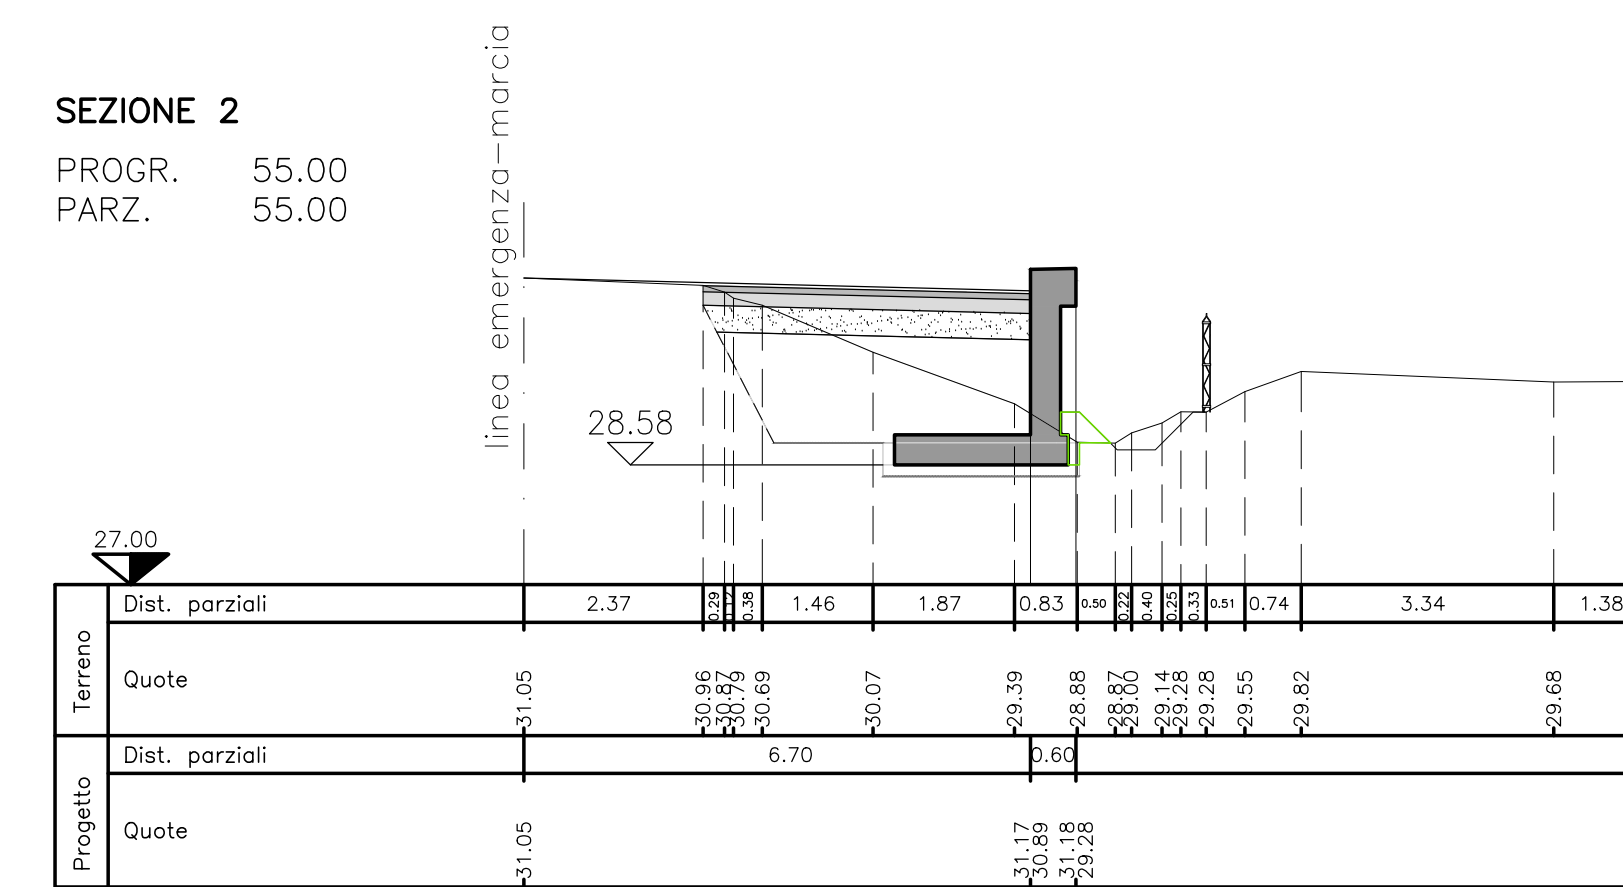 linea emergenza-marcia
SEZIONE 2
PROGR. 55.00
PARZ. 55.00
28.58
27.00
Terreno
Dist. parziali 2.37 0.29 0.12 0.38 1.46 1.87 0.83 0.50 0.22 0.40 0.25 0.33 0.51 0.74 3.34 1.38
Quote 31.05 30.96 30.87 30.79 30.69 30.07 29.39 28.88 28.87 29.00 29.14 29.28 29.28 29.55 29.82 29.68
Progetto
Dist. parziali 6.70 0.60
Quote 31.05 31.17 30.89 31.18 29.28